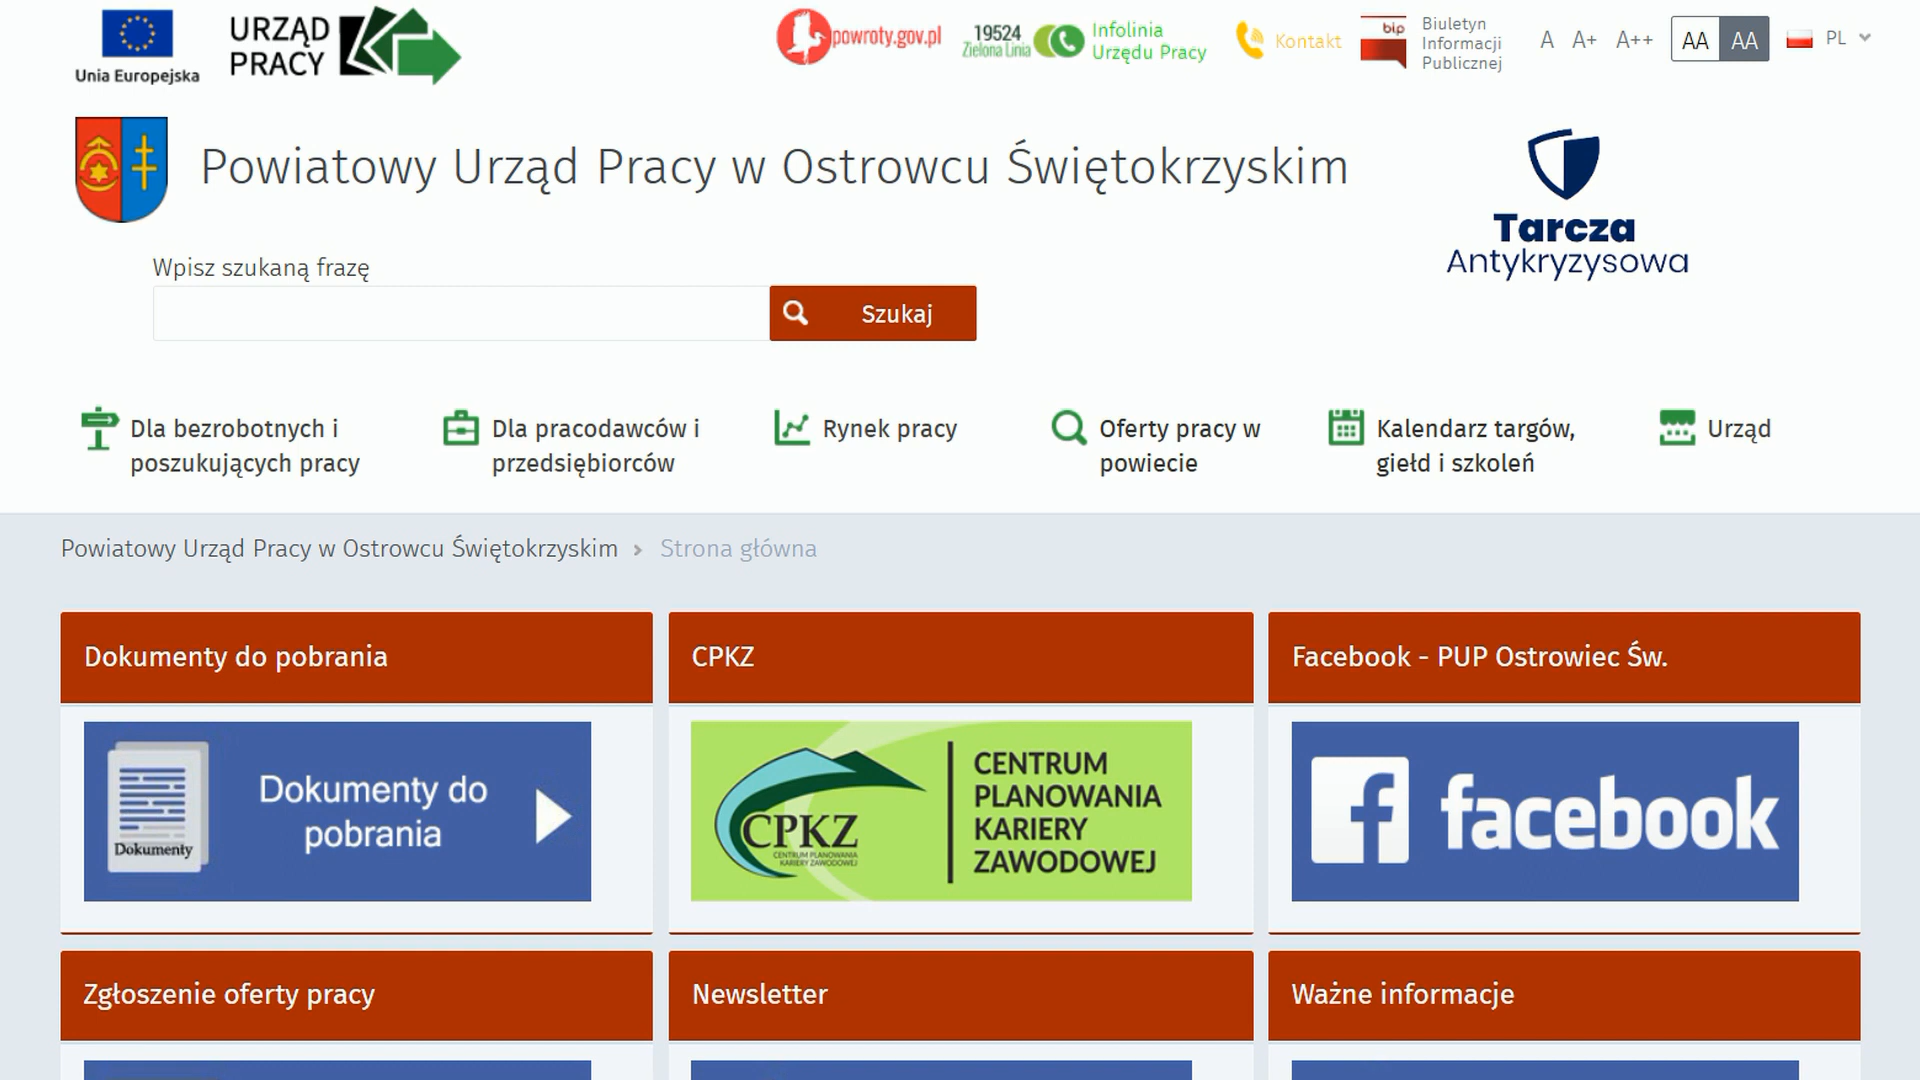 Unia Europejska
URZĄD
PRACY
powroty.gov.pl
19524
Zielona Linia
Infolinia
Urzędu Pracy
Kontakt
bip
Biuletyn
Informacji
Publicznej
A A+ A++
AA AA
PL
Powiatowy Urząd Pracy w Ostrowcu Świętokrzyskim
Tarcza
Antykryzysowa
Wpisz szukaną frazę
Szukaj
Dla bezrobotnych i
poszukujących pracy
Dla pracodawców i
przedsiębiorców
Rynek pracy
Oferty pracy w
powiecie
Kalendarz targów,
giełd i szkoleń
Urząd
Powiatowy Urząd Pracy w Ostrowcu Świętokrzyskim > Strona główna
Dokumenty do pobrania
CPKZ
Facebook - PUP Ostrowiec Św.
Dokumenty
Dokumenty do
pobrania
CPKZ
CENTRUM PLANOWANIA
KARIERY ZAWODOWEJ
CENTRUM
PLANOWANIA
KARIERY
ZAWODOWEJ
facebook
Zgłoszenie oferty pracy
Newsletter
Ważne informacje